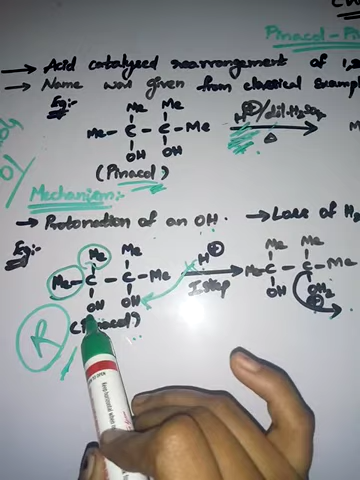 Pinacol-Pi
→ Acid catalysed rearrangement of 1,2
→ Name was given from classical example
Eg:-
Me Me
Me - C - C - Me
OH OH
H⊕/dil.H2SO4
Δ
M
(Pinacol)
Mechanism:-
→ Protonation of an OH. → Loss of H2
Eg:-
Me Me
Me - C - C - Me
OH OH
(Pinacol)
H⊕
I step
Me Me
Me C - C - Me
OH OH2
⊕
R